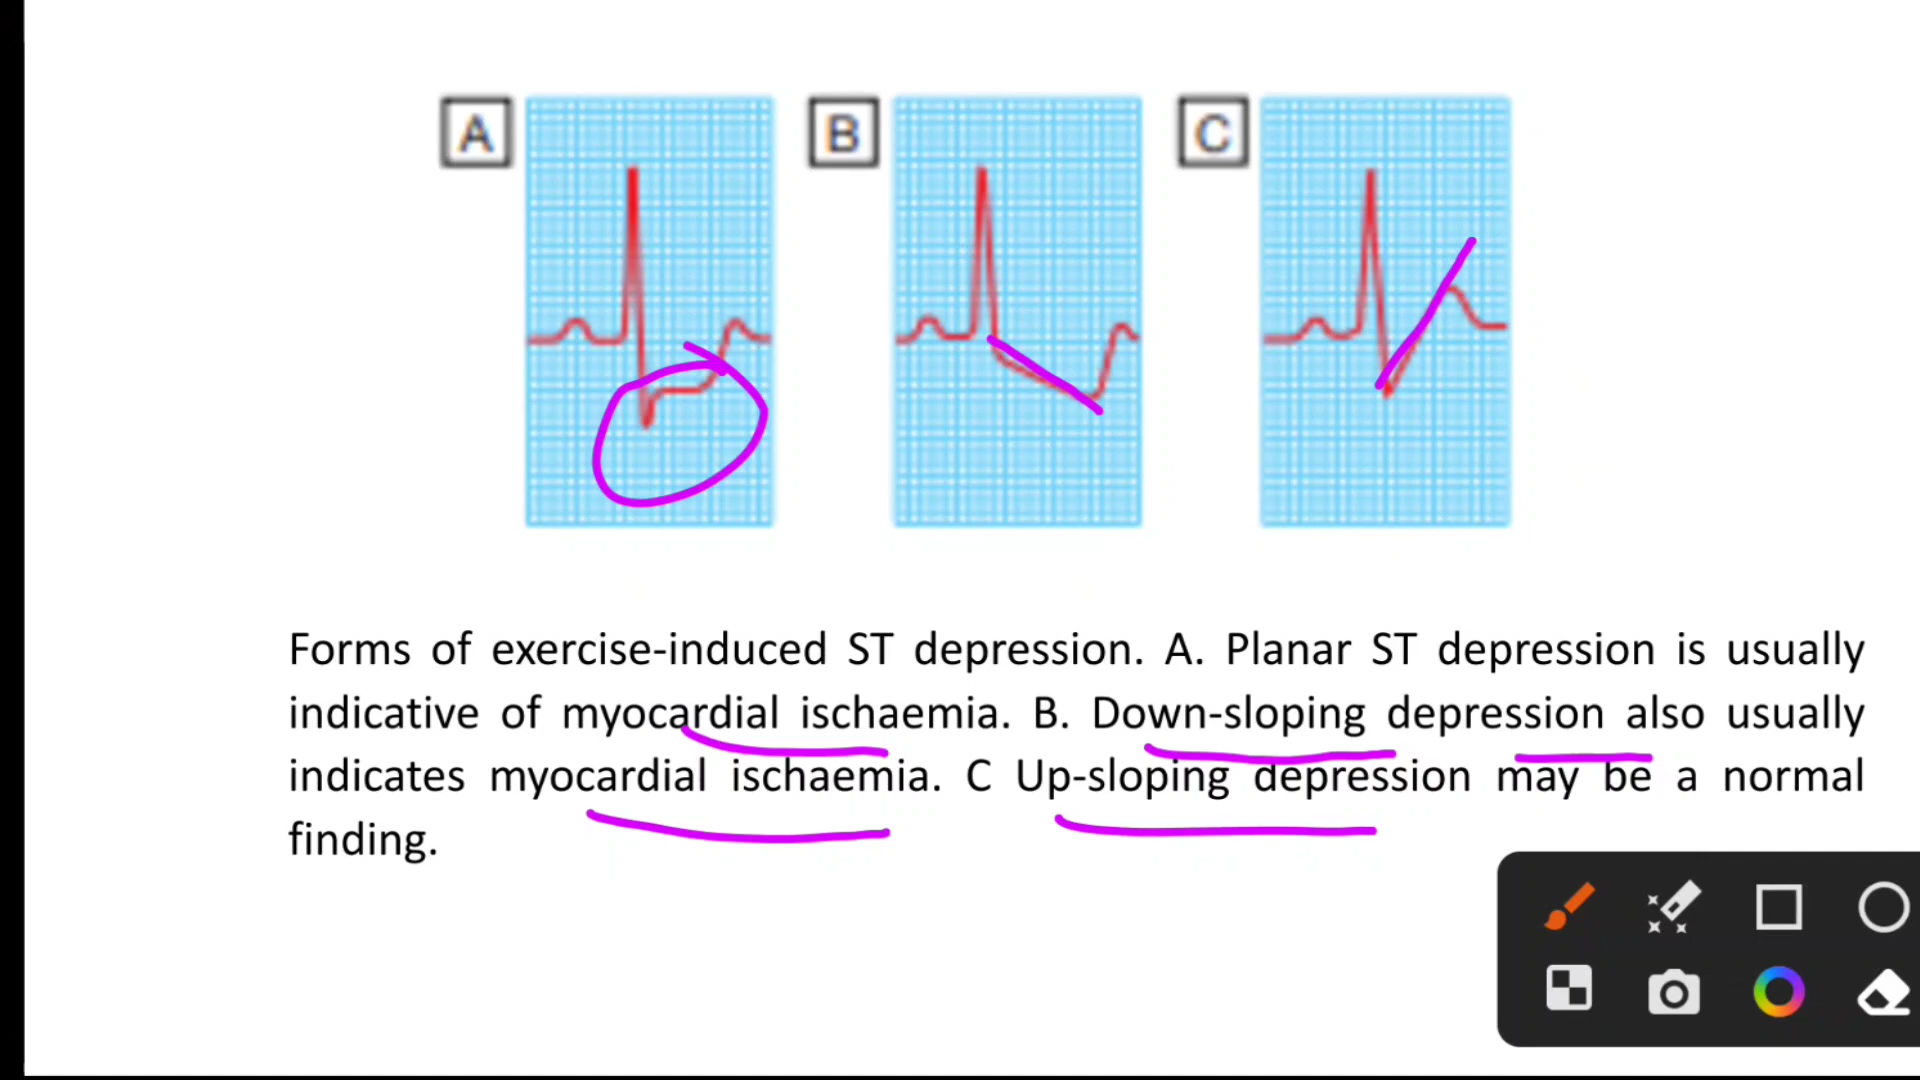 A B C
Forms of exercise-induced ST depression. A. Planar ST depression is usually
indicative of myocardial ischaemia. B. Down-sloping depression also usually
indicates myocardial ischaemia. C Up-sloping depression may be a normal
finding.